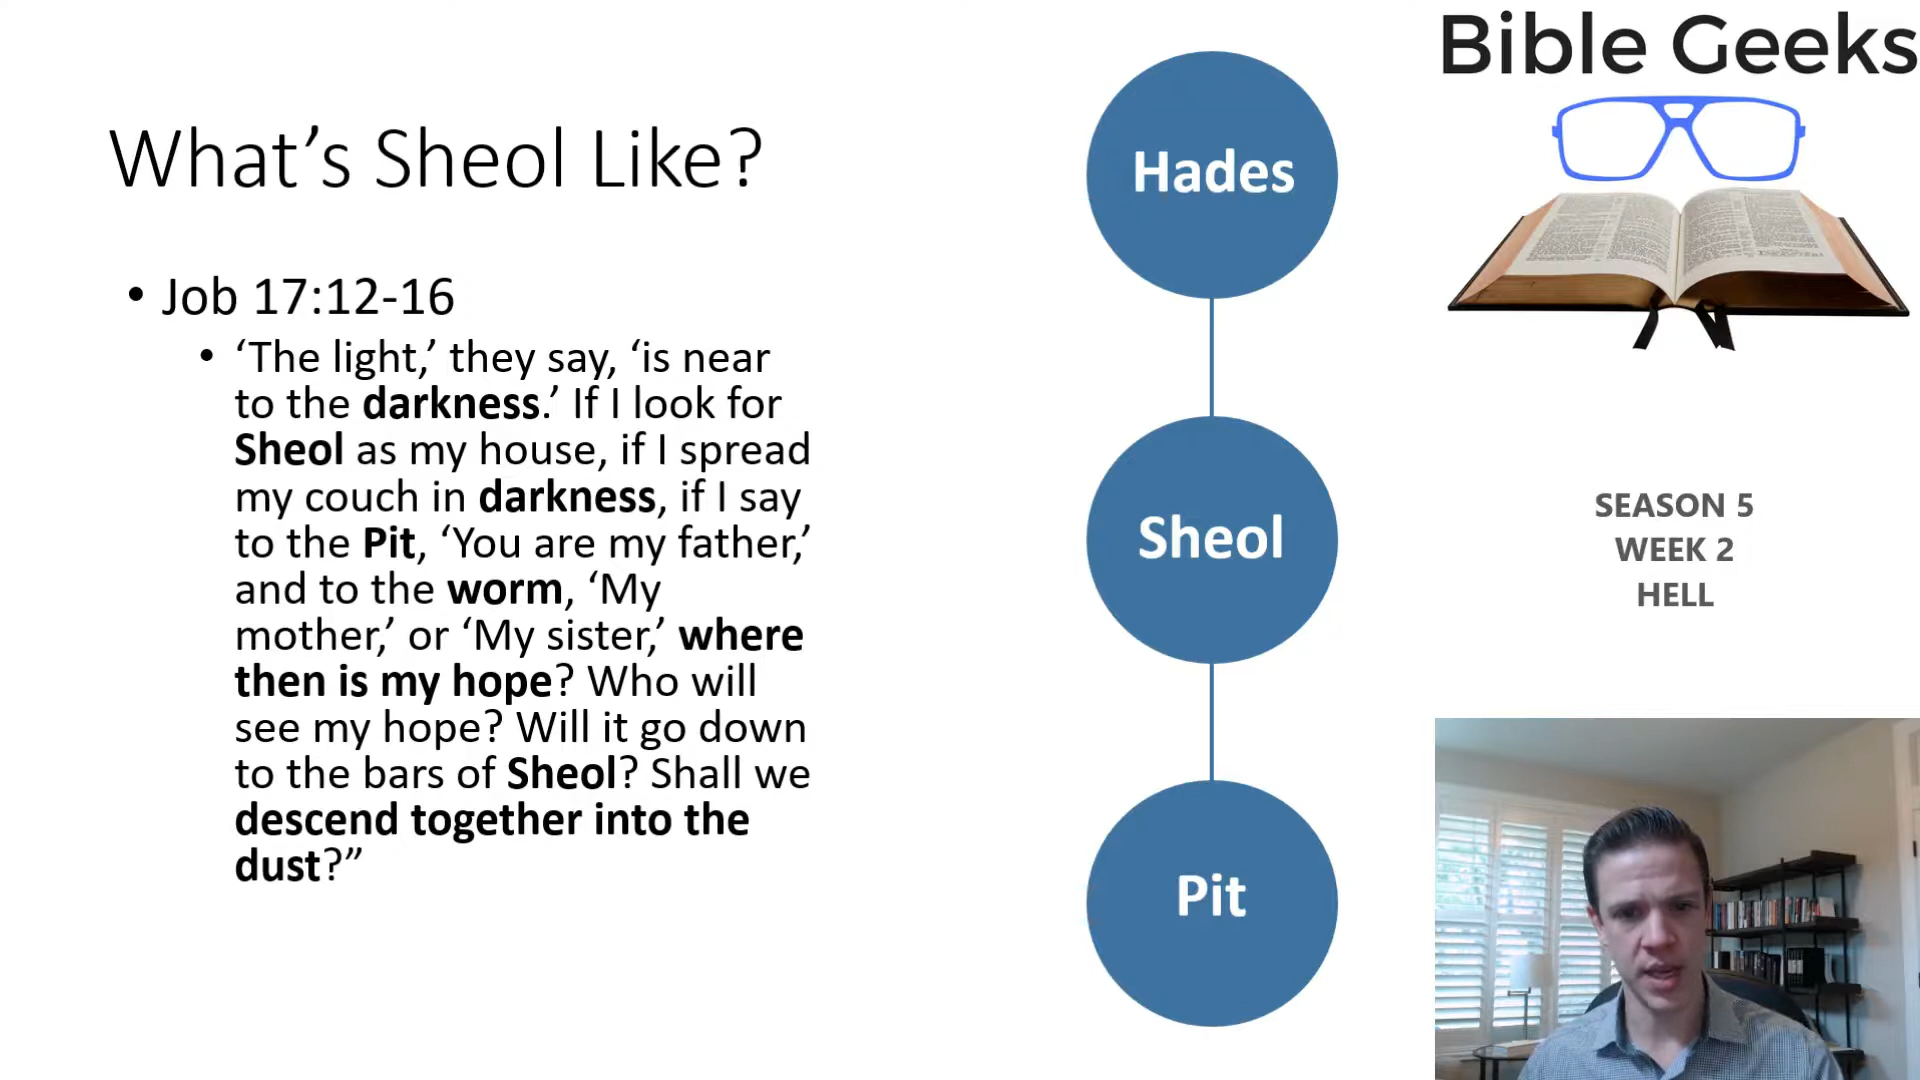 What’s Sheol Like?
• Job 17:12-16
• ‘The light,’ they say, ‘is near
to the darkness.’ If I look for
Sheol as my house, if I spread
my couch in darkness, if I say
to the Pit, ‘You are my father,’
and to the worm, ‘My
mother,’ or ‘My sister,’ where
then is my hope? Who will
see my hope? Will it go down
to the bars of Sheol? Shall we
descend together into the
dust?”
Hades
Sheol
Pit
Bible Geeks
SEASON 5
WEEK 2
HELL